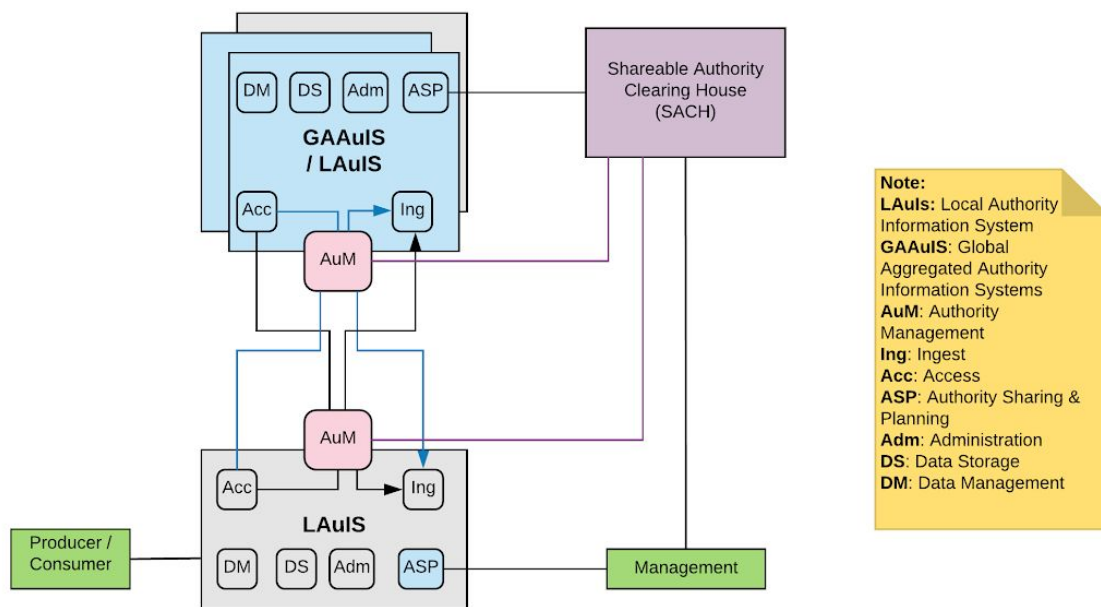 DM DS Adm ASP
GAAuIS
/ LAuIS
Acc Ing
AuM
Shareable Authority
Clearing House
(SACH)
AuM
Acc Ing
LAuIS
DM DS Adm ASP
Producer /
Consumer
Management
Note:
LAuIs: Local Authority
Information System
GAAuIS: Global
Aggregated Authority
Information Systems
AuM: Authority
Management
Ing: Ingest
Acc: Access
ASP: Authority Sharing &
Planning
Adm: Administration
DS: Data Storage
DM: Data Management